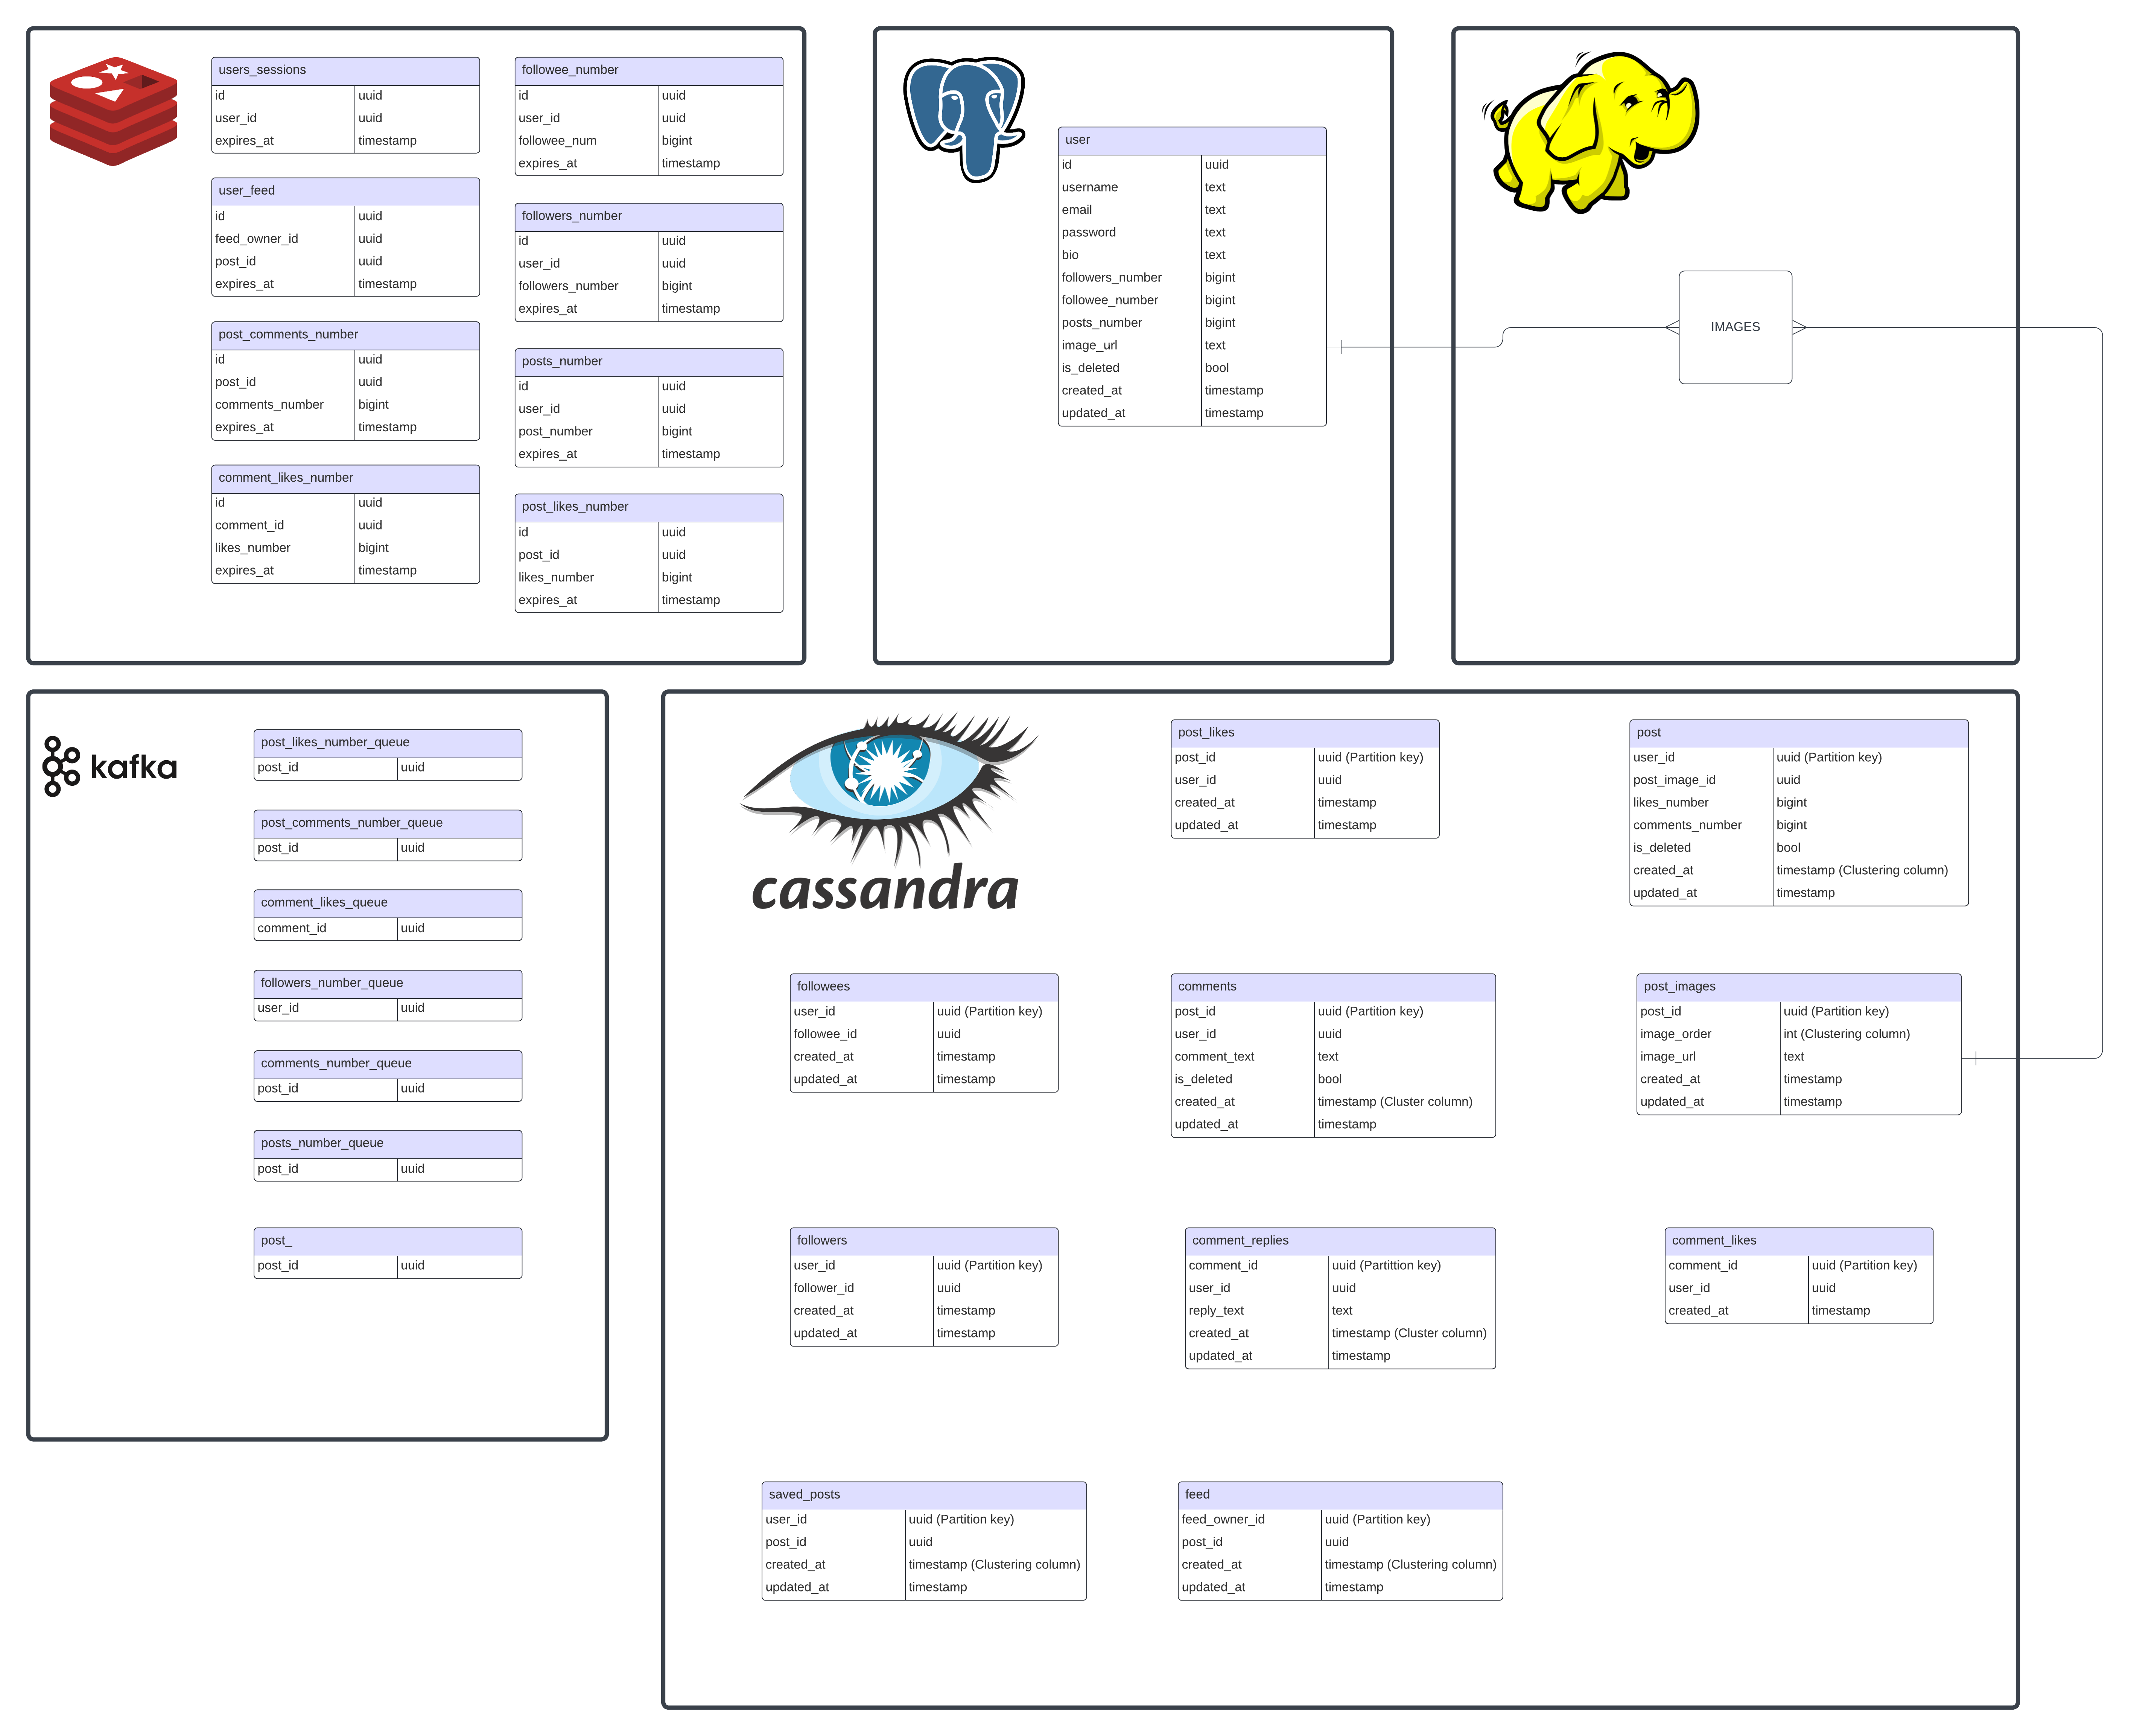 users_sessions
id uuid
user_id uuid
expires_at timestamp
user_feed
id uuid
feed_owner_id uuid
post_id uuid
expires_at timestamp
post_comments_number
id uuid
post_id uuid
comments_number bigint
expires_at timestamp
comment_likes_number
id uuid
comment_id uuid
likes_number bigint
expires_at timestamp
followee_number
id uuid
user_id uuid
followee_num bigint
expires_at timestamp
followers_number
id uuid
user_id uuid
followers_number bigint
expires_at timestamp
posts_number
id uuid
user_id uuid
post_number bigint
expires_at timestamp
post_likes_number
id uuid
post_id uuid
likes_number bigint
expires_at timestamp
user
id uuid
username text
email text
password text
bio text
followers_number bigint
followee_number bigint
posts_number bigint
image_url text
is_deleted bool
created_at timestamp
updated_at timestamp
IMAGES
kafka
post_likes_number_queue
post_id uuid
post_comments_number_queue
post_id uuid
comment_likes_queue
comment_id uuid
followers_number_queue
user_id uuid
comments_number_queue
post_id uuid
posts_number_queue
post_id uuid
post_
post_id uuid
cassandra
post_likes
post_id uuid (Partition key)
user_id uuid
created_at timestamp
updated_at timestamp
post
user_id uuid (Partition key)
post_image_id uuid
likes_number bigint
comments_number bigint
is_deleted bool
created_at timestamp (Clustering column)
updated_at timestamp
followees
user_id uuid (Partition key)
followee_id uuid
created_at timestamp
updated_at timestamp
comments
post_id uuid (Partition key)
user_id uuid
comment_text text
is_deleted bool
created_at timestamp (Cluster column)
updated_at timestamp
post_images
post_id uuid (Partition key)
image_order int (Clustering column)
image_url text
created_at timestamp
updated_at timestamp
followers
user_id uuid (Partition key)
follower_id uuid
created_at timestamp
updated_at timestamp
comment_replies
comment_id uuid (Partittion key)
user_id uuid
reply_text text
created_at timestamp (Cluster column)
updated_at timestamp
comment_likes
comment_id uuid (Partition key)
user_id uuid
created_at timestamp
saved_posts
user_id uuid (Partition key)
post_id uuid
created_at timestamp (Clustering column)
updated_at timestamp
feed
feed_owner_id uuid (Partition key)
post_id uuid
created_at timestamp (Clustering column)
updated_at timestamp